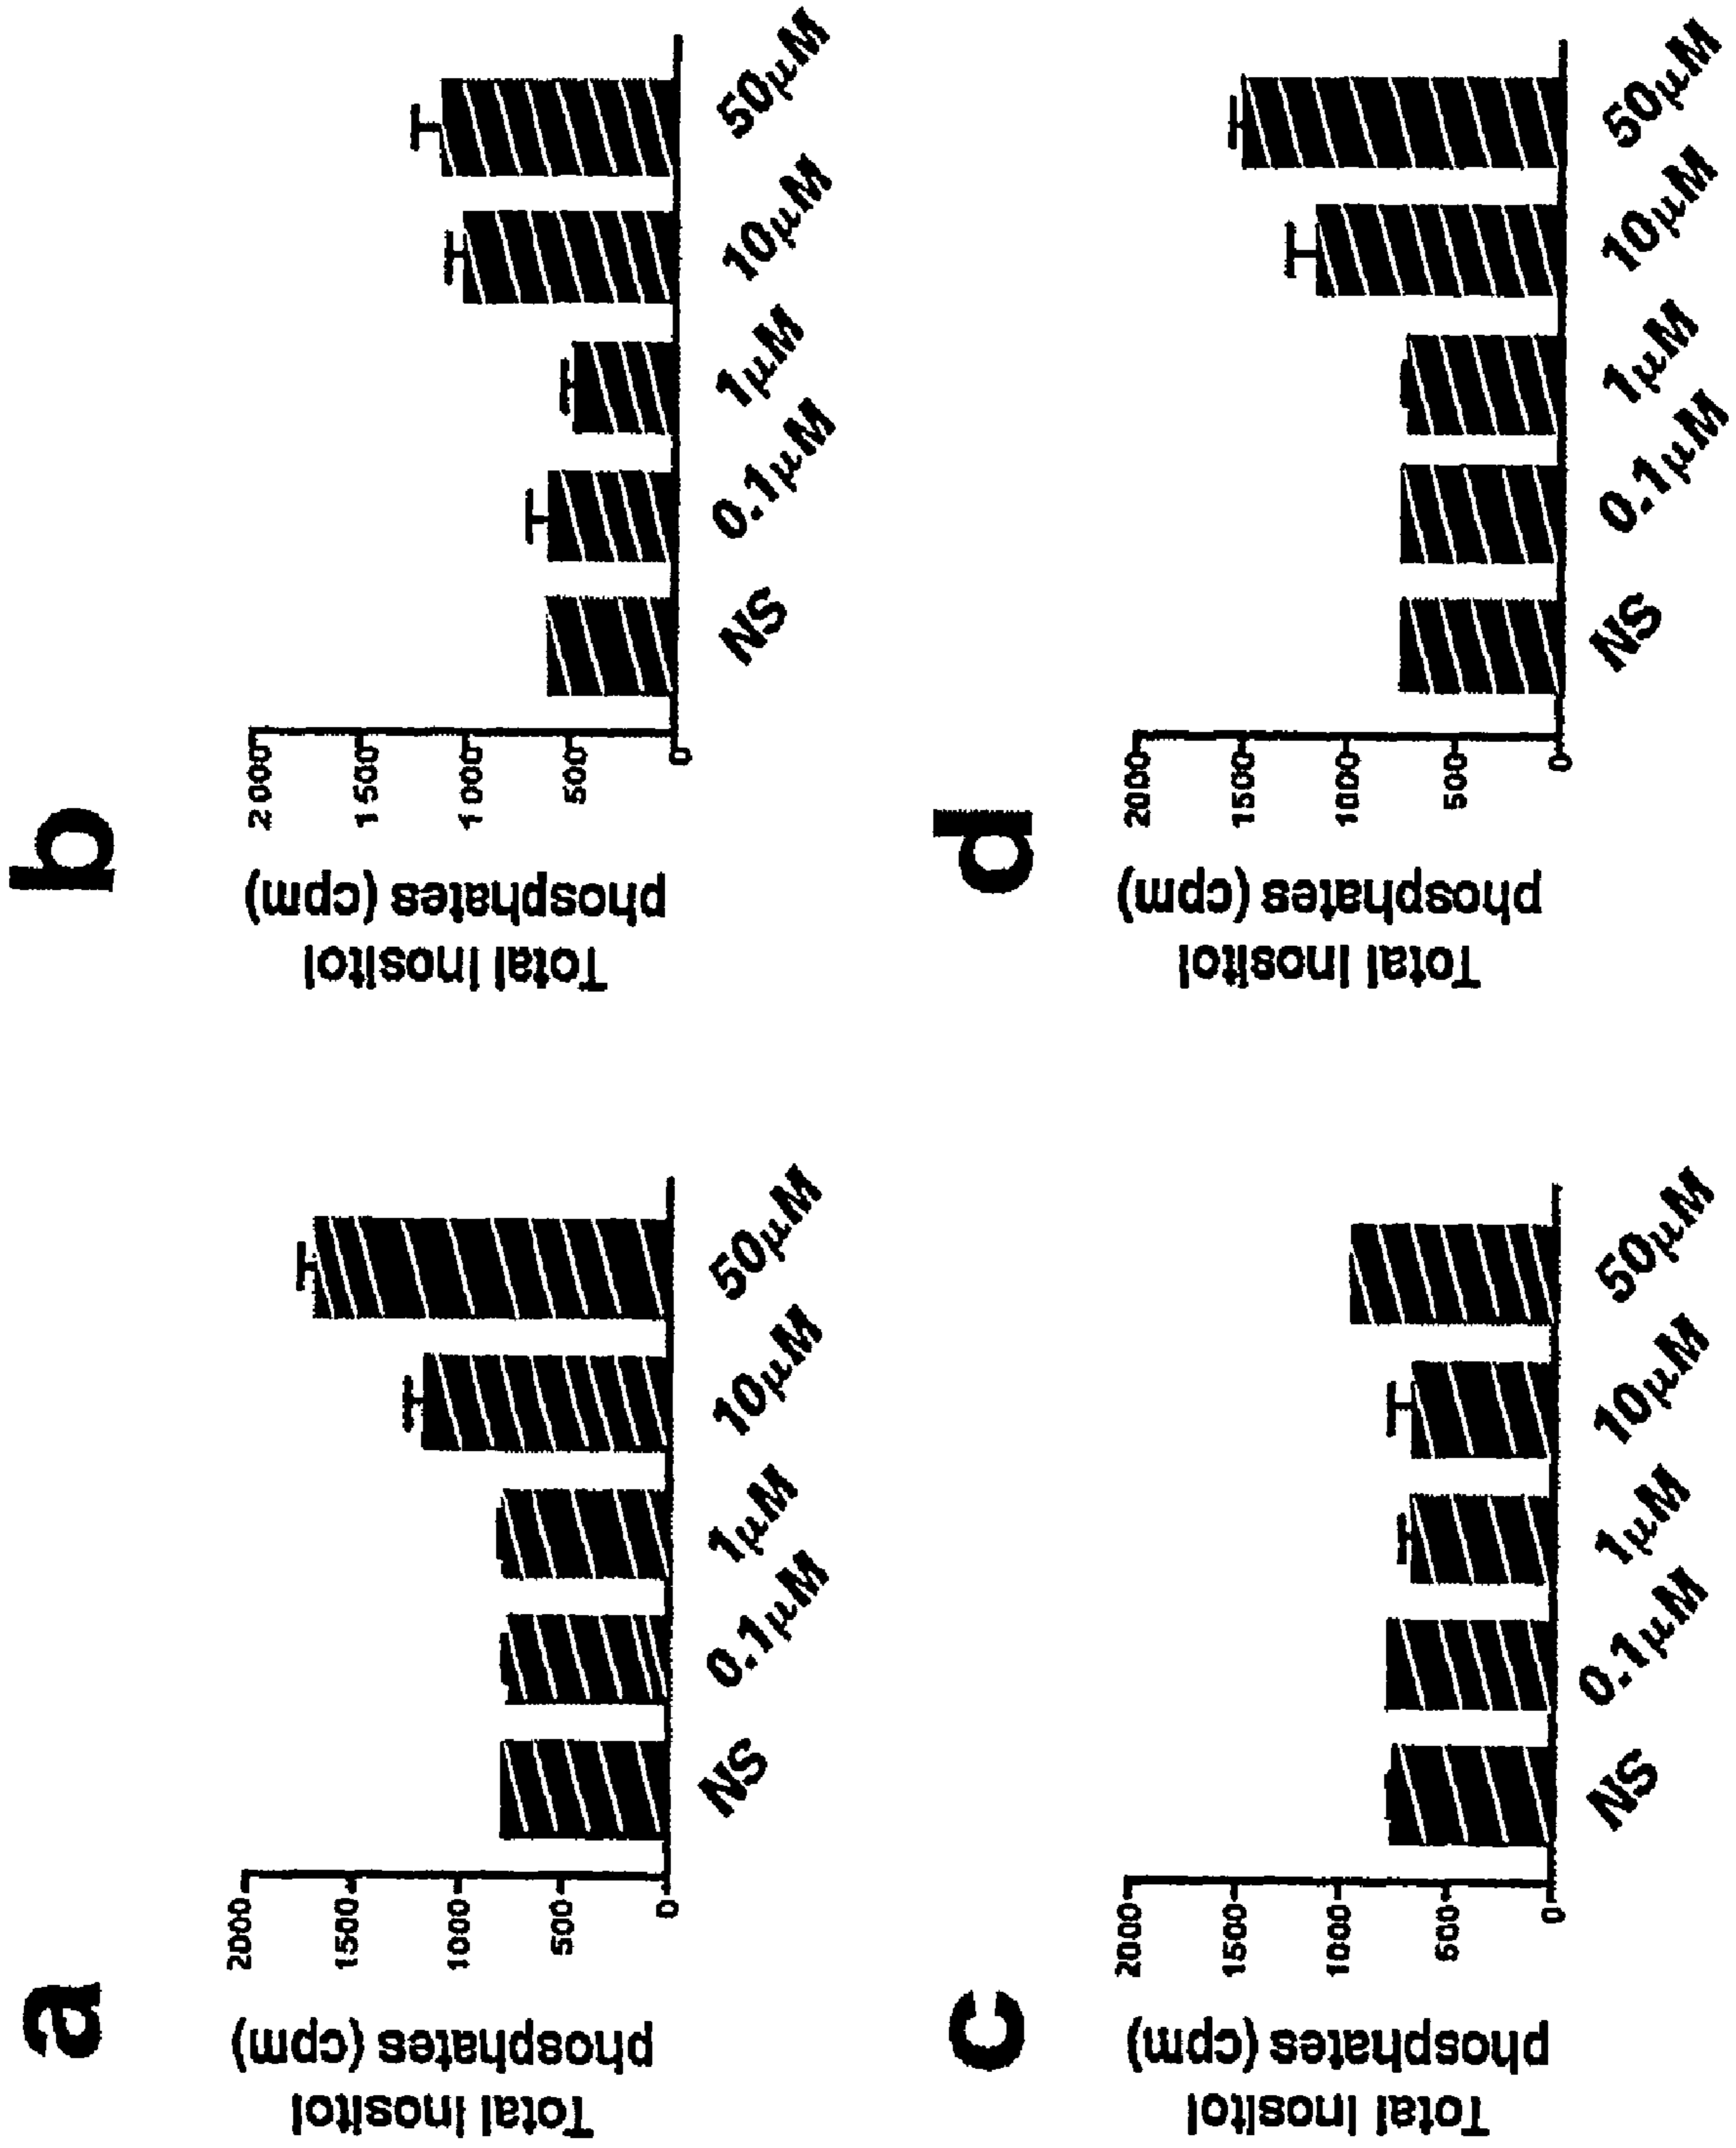 a
Total Inositol
phosphates (cpm)
2000
1500
1000
500
0
NS
0.1µM
1µM
10µM
50µM
b
Total Inositol
phosphates (cpm)
2000
1500
1000
500
0
NS
0.1µM
1µM
10µM
50µM
c
Total Inositol
phosphates (cpm)
2000
1500
1000
500
0
NS
0.1µM
1µM
10µM
50µM
d
Total Inositol
phosphates (cpm)
2000
1500
1000
500
0
NS
0.1µM
1µM
10µM
50µM